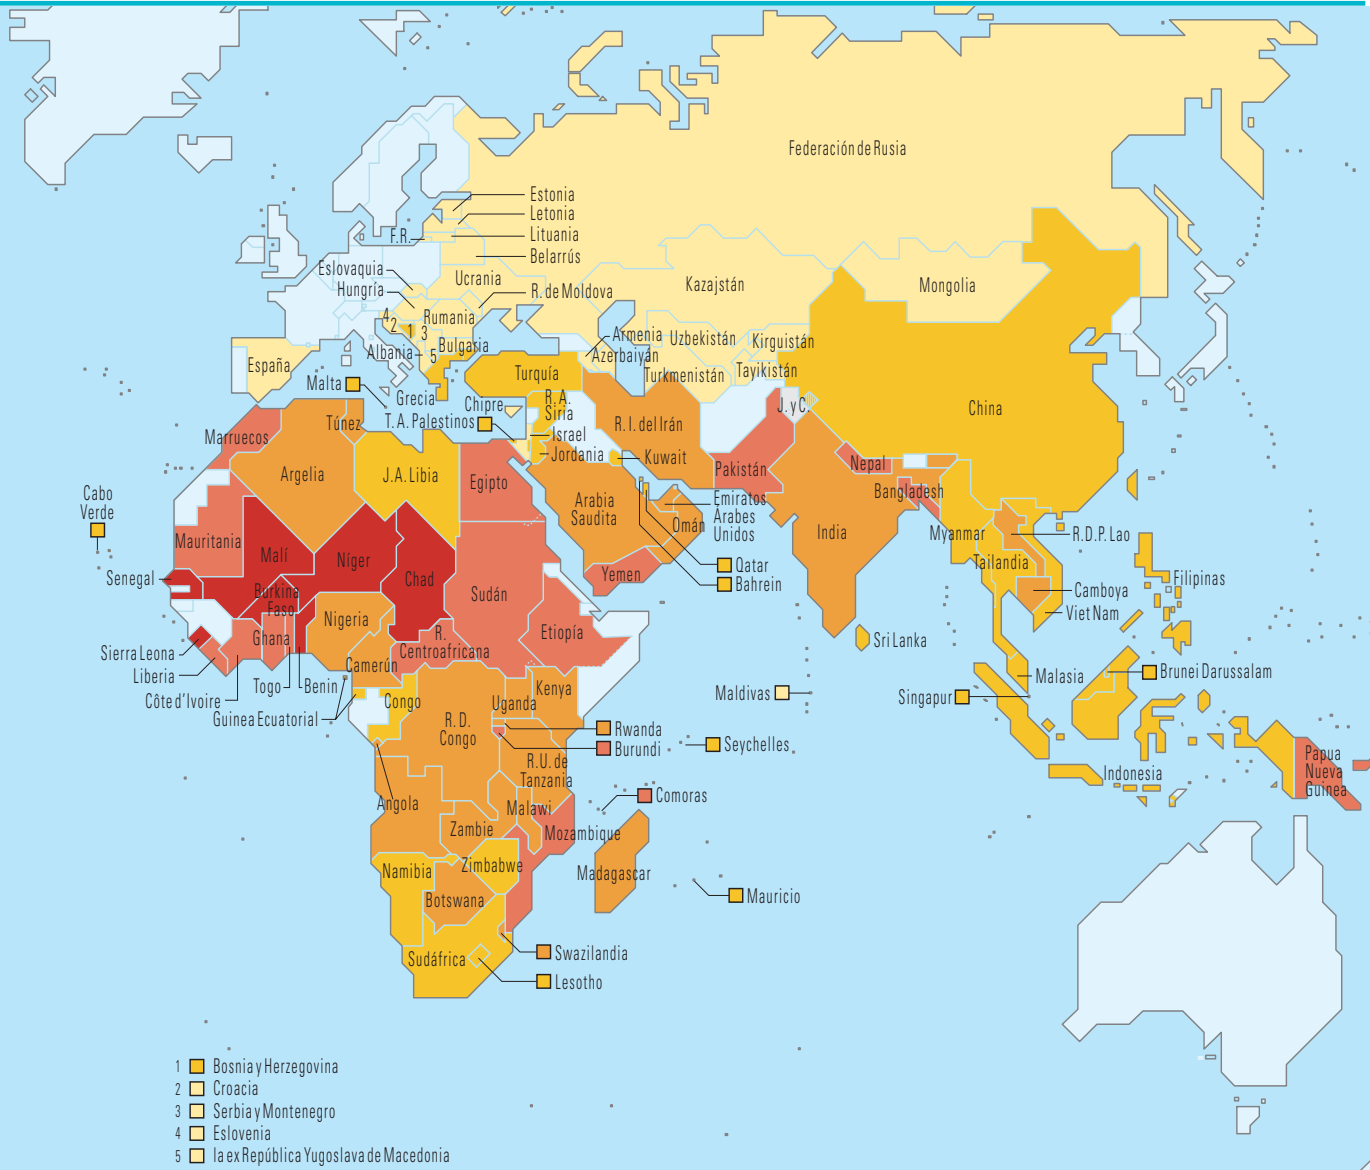 Federación de Rusia
Estonia
Letonia
Lituania
F.R.
Belarrús
Eslovaquia
Ucrania
Hungría
R. de Moldova
Kazajstán
Mongolia
4
2
1
3
Rumania
Armenia
Uzbekistán
Kirguistán
Albania
5
Bulgaria
Azerbaiyán
España
Turquía
Turkmenistán
Tayikistán
Malta
Grecia
Chipre
R. A.
Siria
J. y C.
China
T. A. Palestinos
Túnez
R. I. del Irán
Marruecos
Israel
Jordania
Kuwait
Pakistán
Nepal
Argelia
J.A. Libia
Egipto
Bangladesh
Cabo
Verde
Arabia
Saudita
Emiratos
Arabes
Unidos
Omán
India
Myanmar
R.D.P. Lao
Mauritania
Malí
Níger
Chad
Tailandia
Senegal
Qatar
Bahrein
Filipinas
Yemen
Camboya
Burkina
Faso
Sudán
Viet Nam
Nigeria
Ghana
Etiopía
R.
Centroafricana
Sri Lanka
Sierra Leona
Liberia
Camerún
Malasia
Brunei Darussalam
Togo
Benin
Kenya
Maldivas
Singapur
Côte d'Ivoire
Congo
Uganda
Guinea Ecuatorial
R. D.
Congo
Rwanda
Burundi
Seychelles
R.U. de
Tanzania
Indonesia
Papua
Nueva
Guinea
Angola
Malawi
Comoras
Zambie
Mozambique
Namibia
Zimbabwe
Madagascar
Botswana
Mauricio
Sudáfrica
Swazilandia
Lesotho
1 Bosnia y Herzegovina
2 Croacia
3 Serbia y Montenegro
4 Eslovenia
5 la ex República Yugoslava de Macedonia